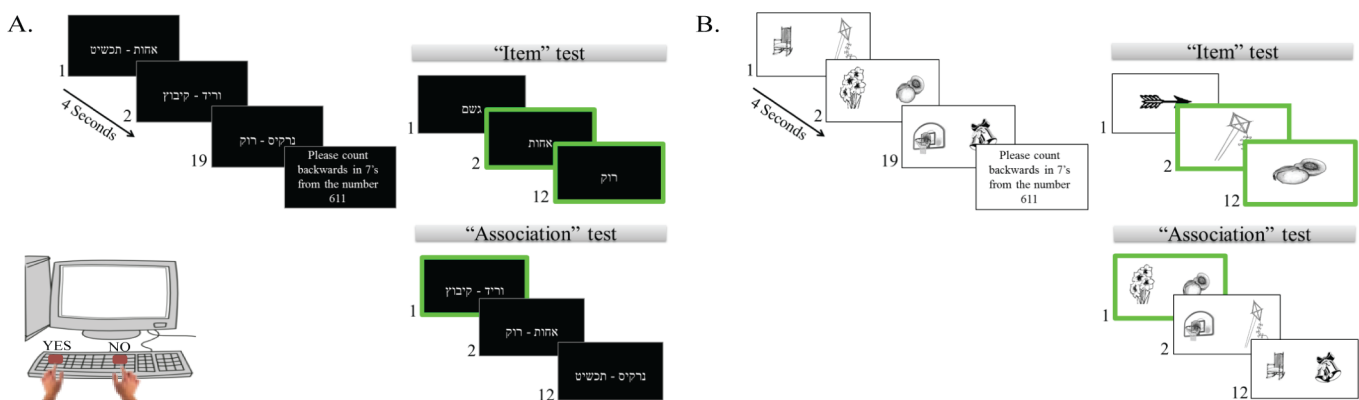 A.
אחות - תכשיט
1
וריד - קיבוץ
2
4 Seconds
נרקיס - רוק
19
Please count
backwards in 7's
from the number
611
"Item" test
גשם
1
אחות
2
רוק
12
"Association" test
וריד - קיבוץ
1
אחות - רוק
2
נרקיס - תכשיט
12
YES
NO
B.
1
2
4 Seconds
19
Please count
backwards in 7's
from the number
611
"Item" test
1
2
12
"Association" test
1
2
12